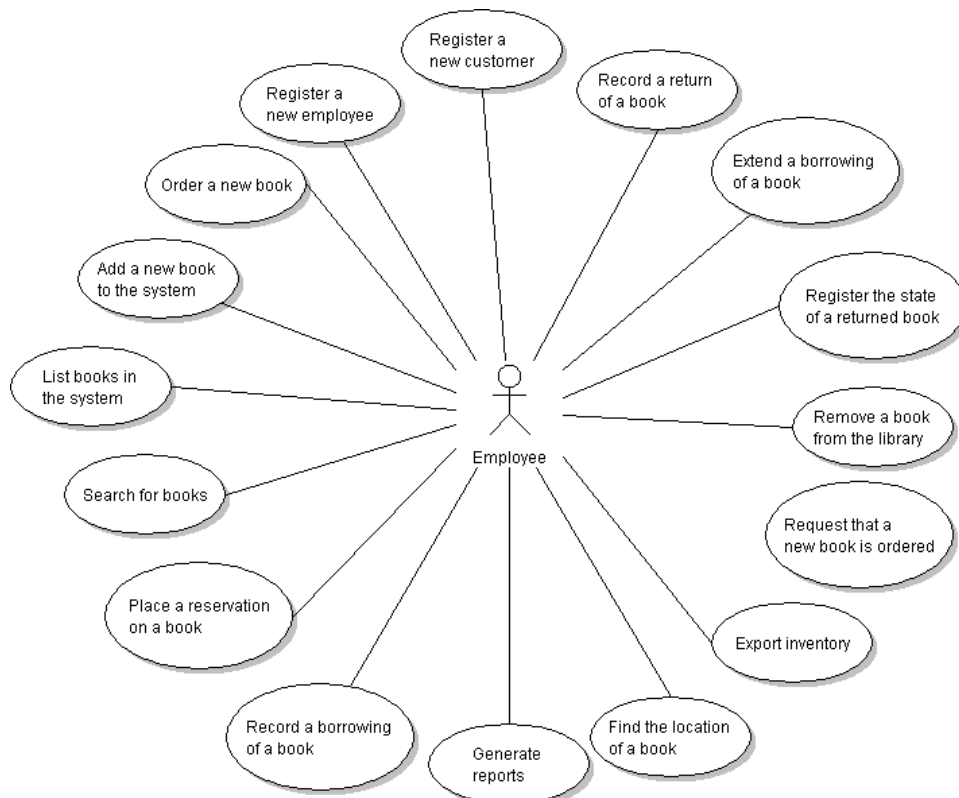 Register a
new customer
Record a return
of a book
Register a
new employee
Extend a borrowing
of a book
Order a new book
Add a new book
to the system
Register the state
of a returned book
List books in
the system
Remove a book
from the library
Employee
Search for books
Request that a
new book is ordered
Place a reservation
on a book
Export inventory
Record a borrowing
of a book
Find the location
of a book
Generate
reports